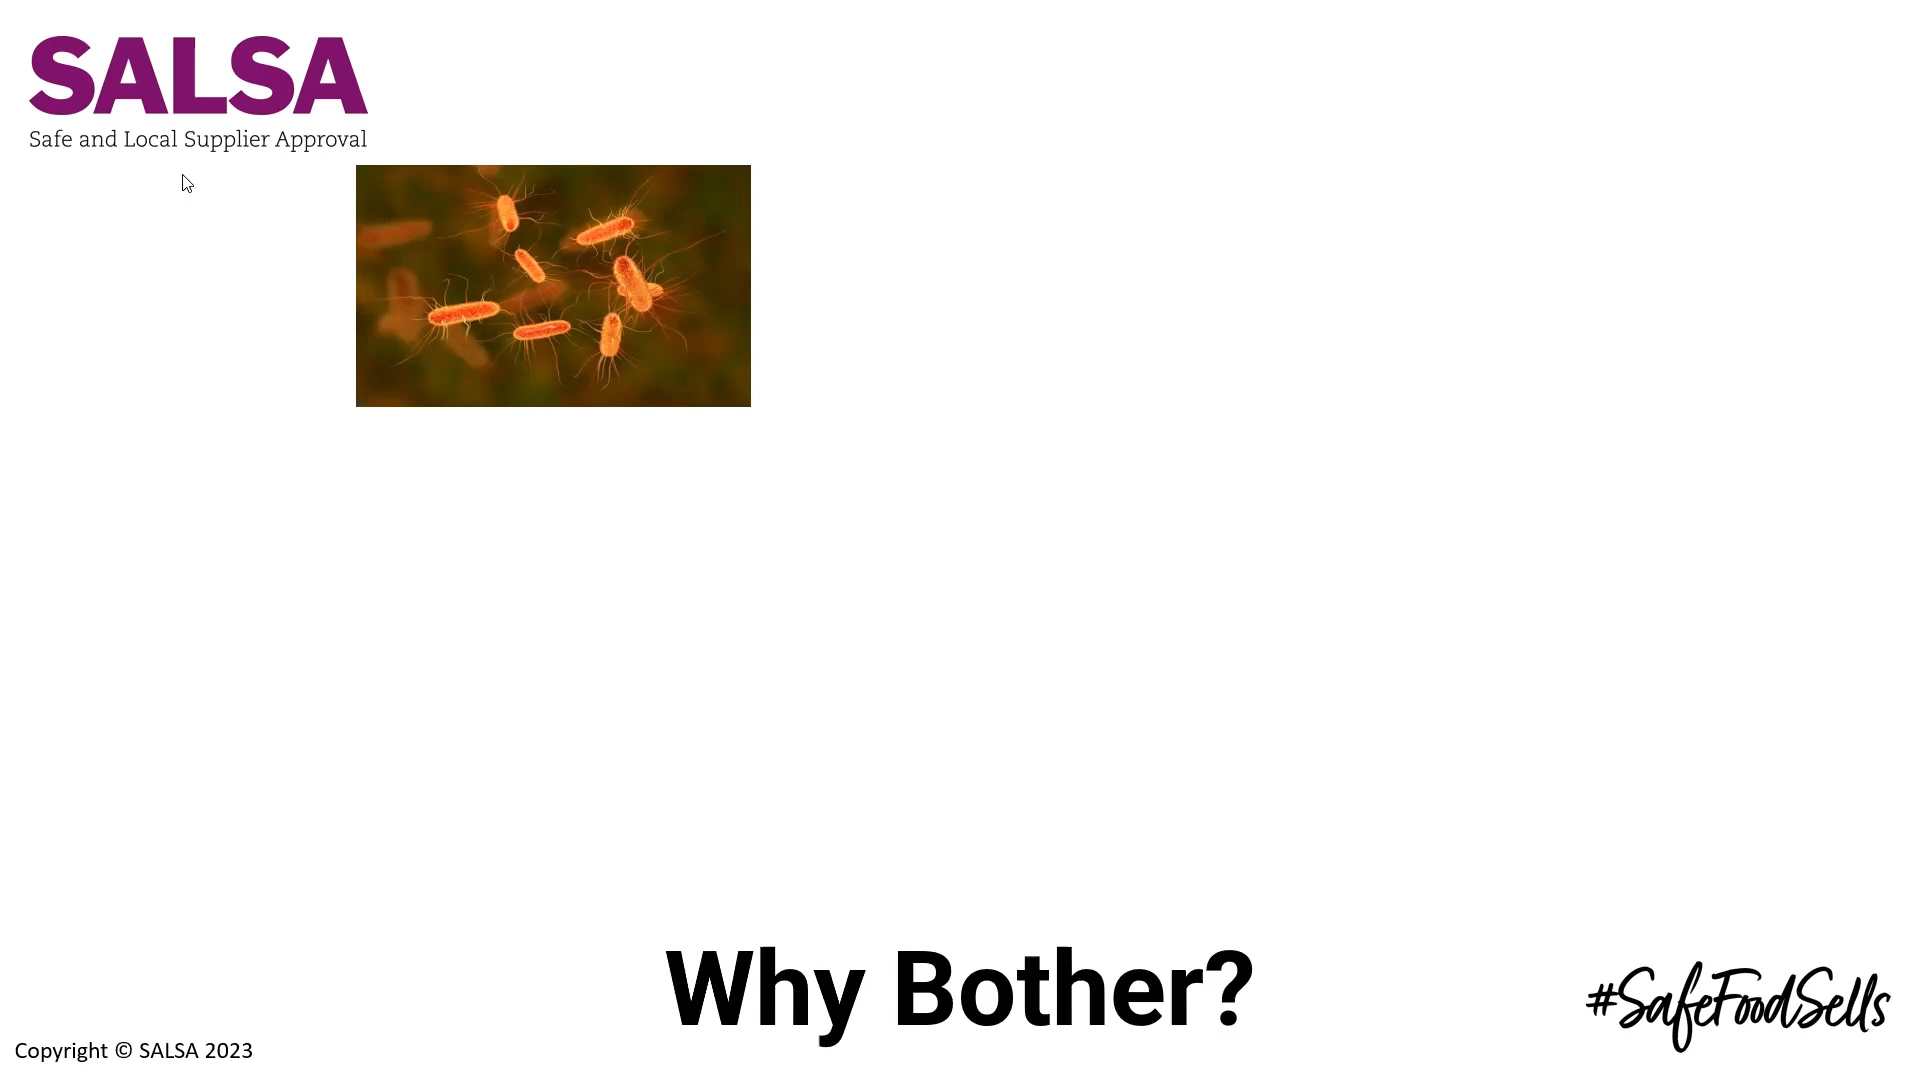 SALSA
Safe and Local Supplier Approval
Why Bother?
#SafeFoodSells
Copyright © SALSA 2023